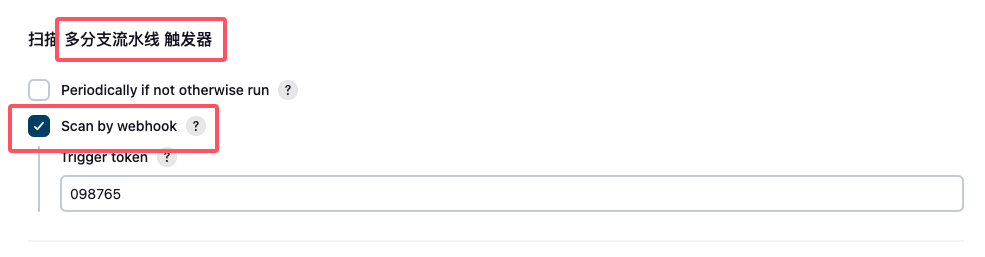 扫描 多分支流水线 触发器
Periodically if not otherwise run ?
Scan by webhook ?
Trigger token ?
098765